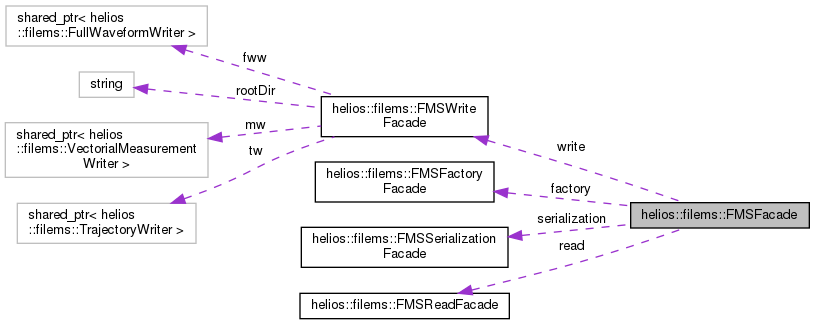 shared_ptr< helios
::filems::FullWaveformWriter >
fww
string
rootDir
helios::filems::FMSWrite
Facade
mw
shared_ptr< helios
::filems::VectorialMeasurement
Writer >
tw
write
helios::filems::FMSFactory
Facade
factory
shared_ptr< helios
::filems::TrajectoryWriter >
helios::filems::FMSFacade
serialization
helios::filems::FMSSerialization
Facade
read
helios::filems::FMSReadFacade